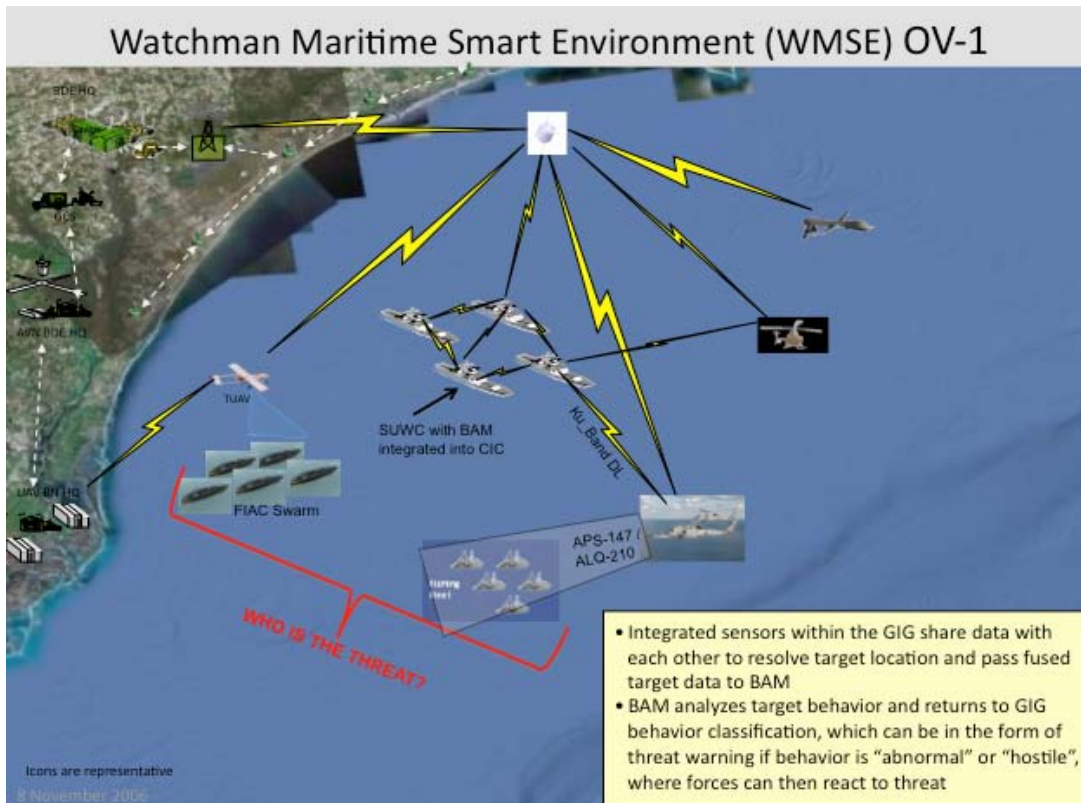 Watchman Maritime Smart Environment (WMSE) OV-1
BDE HQ
GCS
AVN BDE HQ
TUAV
UAV BN HQ
SUWC with BAM
integrated into CIC
Ku_Band DL
FIAC Swarm
APS-147 /
ALQ-210
fishing
fleet
WHO IS THE THREAT?
• Integrated sensors within the GIG share data with
each other to resolve target location and pass fused
target data to BAM
• BAM analyzes target behavior and returns to GIG
behavior classification, which can be in the form of
threat warning if behavior is “abnormal” or “hostile”,
where forces can then react to threat
Icons are representative
8 November 2006